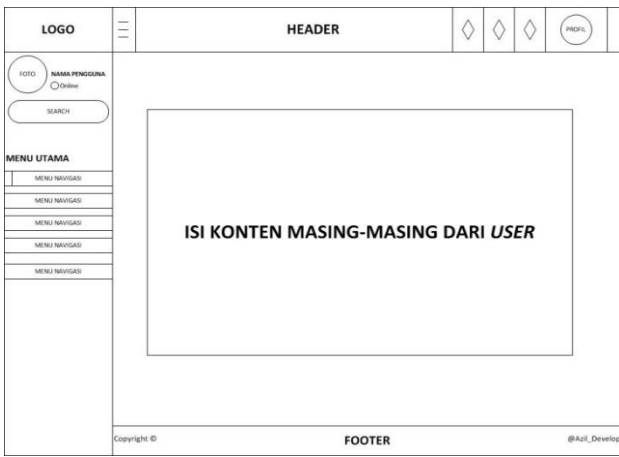 LOGO
HEADER
PROFIL
FOTO
NAMA PENGGUNA
Online
SEARCH
MENU UTAMA
MENU NAVIGASI
MENU NAVIGASI
MENU NAVIGASI
MENU NAVIGASI
MENU NAVIGASI
ISI KONTEN MASING-MASING DARI USER
Copyright ©
FOOTER
@Azil_Develop